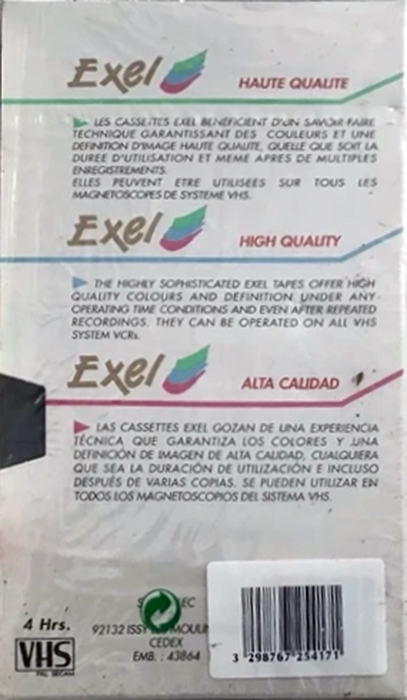 Exel
HAUTE QUALITE
LES CASSETTES EXEL BENEFICIENT D'UN SAVOIR FAIRE
TECHNIQUE GARANTISSANT DES COULEURS ET UNE
DEFINITION D'IMAGE HAUTE QUALITE, QUELLE QUE SOIT LA
DUREE D'UTILISATION ET MEME APRES DE MULTIPLES
ENREGISTREMENTS.
ELLES PEUVENT ETRE UTILISEES SUR TOUS LES
MAGNETOSCOPES DE SYSTEME VHS.
Exel
HIGH QUALITY
THE HIGHLY SOPHISTICATED EXEL TAPES OFFER HIGH
QUALITY COLOURS AND DEFINITION UNDER ANY
OPERATING TIME CONDITIONS AND EVEN AFTER REPEATED
RECORDINGS. THEY CAN BE OPERATED ON ALL VHS
SYSTEM VCRs.
Exel
ALTA CALIDAD
LAS CASSETTES EXEL GOZAN DE UNA EXPERIENCIA
TÉCNICA QUE GARANTIZA LOS COLORES Y UNA
DEFINICIÓN DE IMAGEN DE ALTA CALIDAD, CUALQUIERA
QUE SEA LA DURACIÓN DE UTILIZACIÓN E INCLUSO
DESPUÉS DE VARIAS COPIAS. SE PUEDEN UTILIZAR EN
TODOS LOS MAGNETOSCOPIOS DEL SISTEMA VHS.
4 Hrs.
VHS
PAL SECAM
92132 ISSY MOULIN
CEDEX
EMB. : 43864
3 298767 254171